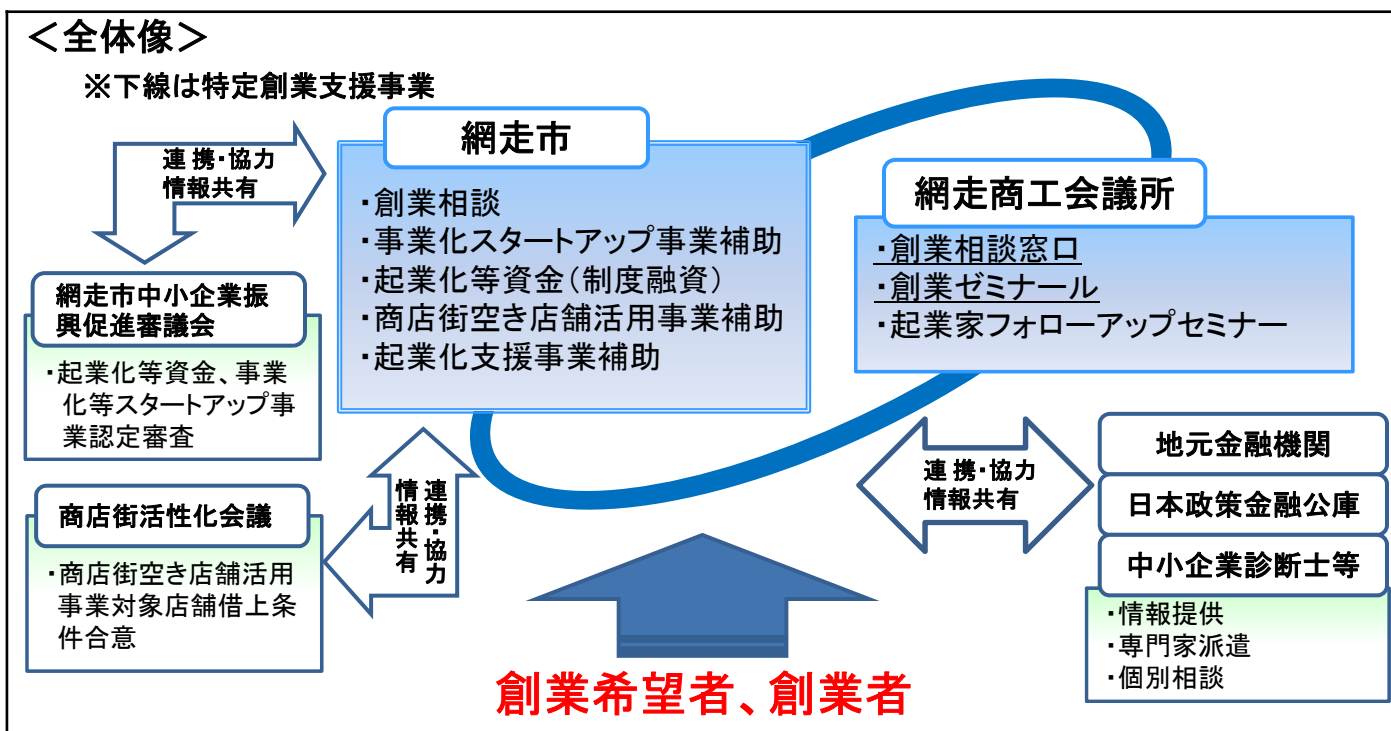 ＜全体像＞
※下線は特定創業支援事業
連携・協力
情報共有
網走市
・創業相談
・事業化スタートアップ事業補助
・起業化等資金（制度融資）
・商店街空き店舗活用事業補助
・起業化支援事業補助
網走商工会議所
・創業相談窓口
・創業ゼミナール
・起業家フォローアップセミナー
網走市中小企業振
興促進審議会
・起業化等資金、事業
化等スタートアップ事
業認定審査
商店街活性化会議
・商店街空き店舗活用
事業対象店舗借上条
件合意
連携・協力
情報共有
連携・協力
情報共有
地元金融機関
日本政策金融公庫
中小企業診断士等
・情報提供
・専門家派遣
・個別相談
創業希望者、創業者